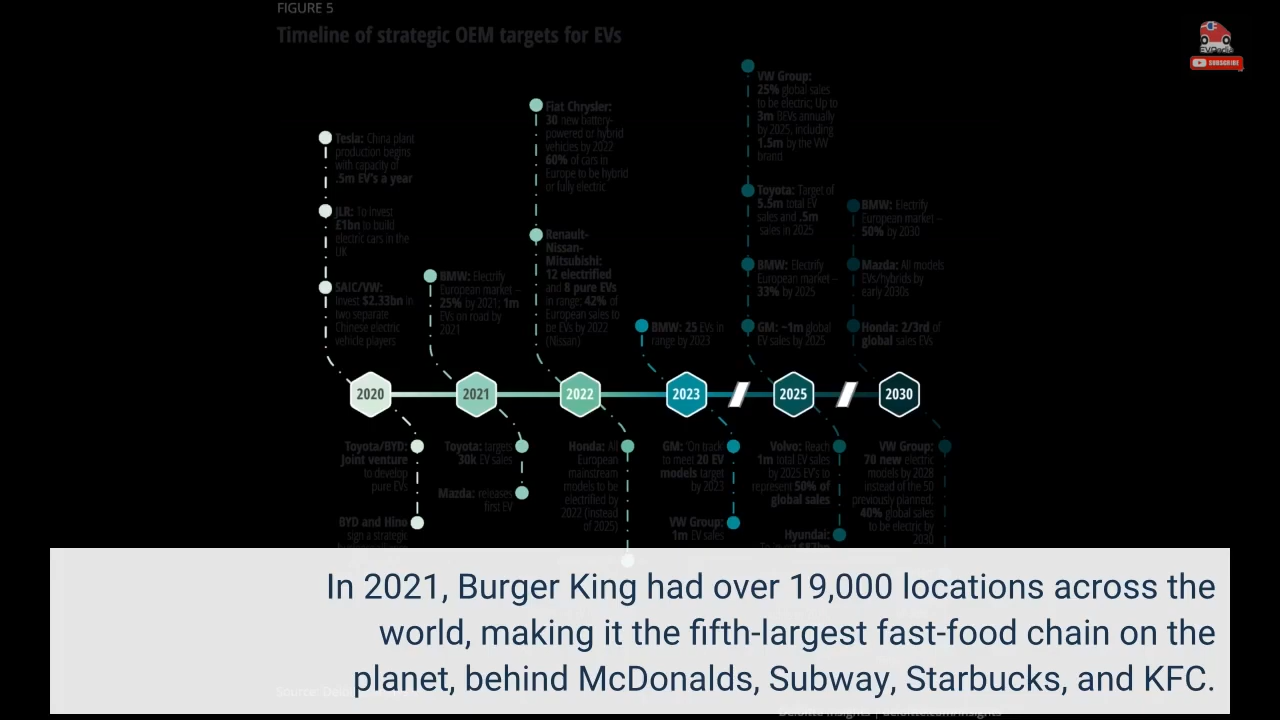 FIGURE 5
Timeline of strategic OEM targets for EVs
EVPedia
SUBSCRIBE
Tesla: China plant
production begins
with capacity of
.5m EV's a year
JLR: To invest
£1bn to build
electric cars in the
UK
SAIC/VW:
Invest $2.33bn in
two separate
Chinese electric
vehicle players
BMW: Electrify
European market –
25% by 2021; 1m
EVs on road by
2021
Fiat Chrysler:
30 new battery-
powered or hybrid
vehicles by 2022
60% of cars in
Europe to be hybrid
or fully electric
Renault-
Nissan-
Mitsubishi:
12 electrified
and 8 pure EVs
in range; 42% of
European sales to
be EVs by 2022
(Nissan)
BMW: 25 EVs in
range by 2023
VW Group:
25% global sales
to be electric; Up to
3m BEVs annually
by 2025, including
1.5m by the VW
brand
Toyota: Target of
5.5m total EV
sales and .5m
sales in 2025
BMW: Electrify
European market –
33% by 2025
GM: ~1m global
EV sales by 2025
BMW: Electrify
European market –
50% by 2030
Mazda: All models
EVs/hybrids by
early 2030s
Honda: 2/3rd of
global sales EVs
2020
2021
2022
2023
2025
2030
Toyota/BYD:
Joint venture
to develop
pure EVs
BYD and Hino
sign a strategic
Toyota: targets
30k EV sales
Mazda: releases
first EV
Honda: All
European
mainstream
models to be
electrified by
2022 (instead
of 2025)
GM: 'On track'
to meet 20 EV
models target
by 2023
VW Group:
1m EV sales
Volvo: Reach
1m total EV sales
by 2025 EV's to
represent 50% of
global sales
Hyundai:
VW Group:
70 new electric
models by 2028
instead of the 50
previously planned;
40% global sales
to be electric by
2030
In 2021, Burger King had over 19,000 locations across the
world, making it the fifth-largest fast-food chain on the
planet, behind McDonalds, Subway, Starbucks, and KFC.
Source:
Deloitte Insights | deloitte.com/insights